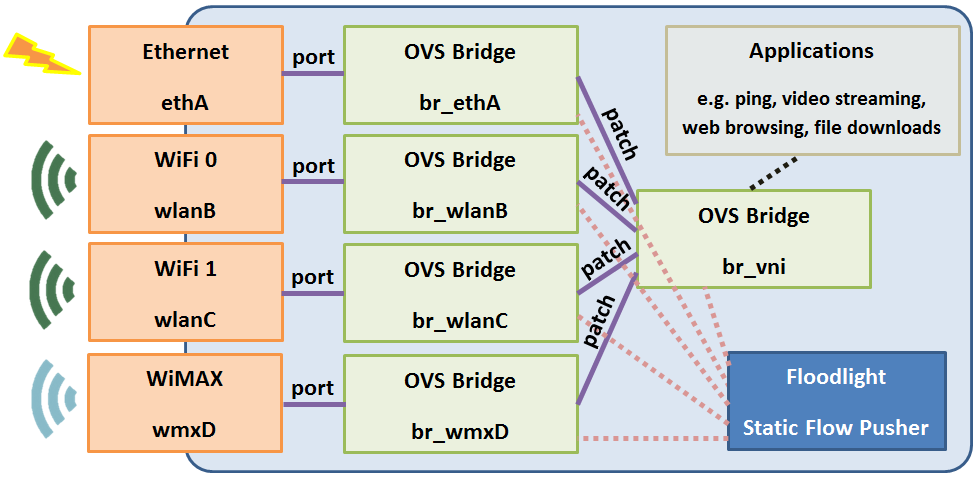 Ethernet
ethA
port
OVS Bridge
br_ethA
Applications
e.g. ping, video streaming,
web browsing, file downloads
patch
WiFi 0
wlanB
port
OVS Bridge
br_wlanB
patch
OVS Bridge
br_vni
WiFi 1
wlanC
port
OVS Bridge
br_wlanC
patch
WiMAX
wmxD
port
OVS Bridge
br_wmxD
patch
Floodlight
Static Flow Pusher